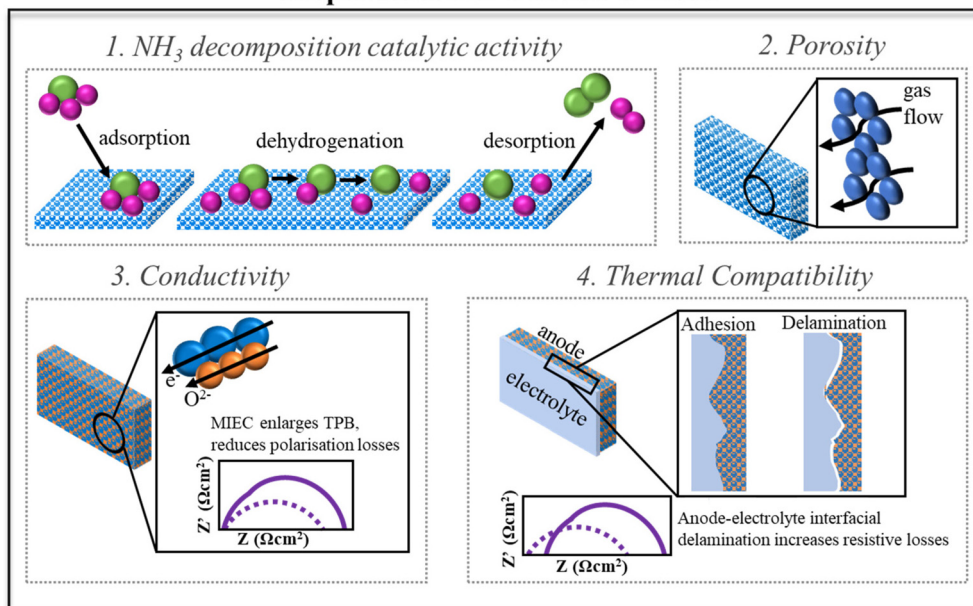 1. NH₃ decomposition catalytic activity
adsorption
dehydrogenation
desorption
2. Porosity
gas
flow
3. Conductivity
e⁻
O²⁻
MIEC enlarges TPB,
reduces polarisation losses
Z' (Ωcm²)
Z (Ωcm²)
4. Thermal Compatibility
anode
electrolyte
Adhesion
Delamination
Z' (Ωcm²)
Z (Ωcm²)
Anode-electrolyte interfacial
delamination increases resistive losses